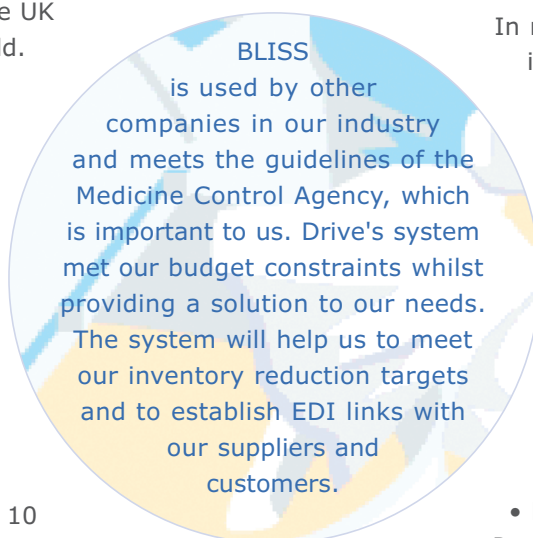 e UK
d.
In
BLISS
is used by other
companies in our industry
and meets the guidelines of the
Medicine Control Agency, which
is important to us. Drive's system
met our budget constraints whilst
providing a solution to our needs.
The system will help us to meet
our inventory reduction targets
and to establish EDI links with
our suppliers and
customers.
10
•